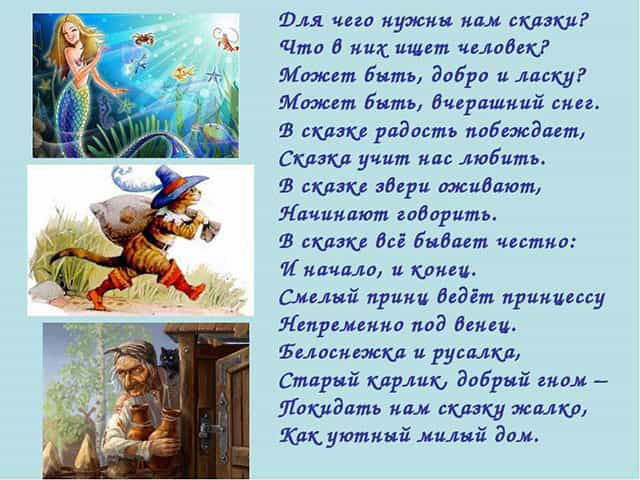 Для чего нужны нам сказки?
Что в них ищет человек?
Может быть, добро и ласку?
Может быть, вчерашний снег.
В сказке радость побеждает,
Сказка учит нас любить.
В сказке звери оживают,
Начинают говорить.
В сказке всё бывает честно:
И начало, и конец.
Смелый принц ведёт принцессу
Непременно под венец.
Белоснежка и русалка,
Старый карлик, добрый гном –
Покидать нам сказку жалко,
Как уютный милый дом.